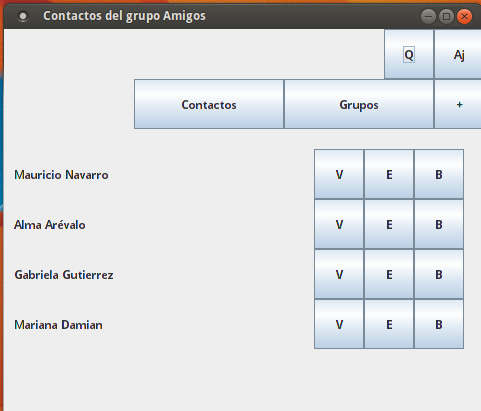 Contactos del grupo Amigos
Q Aj
Contactos Grupos +
Mauricio Navarro V E B
Alma Arévalo V E B
Gabriela Gutierrez V E B
Mariana Damian V E B